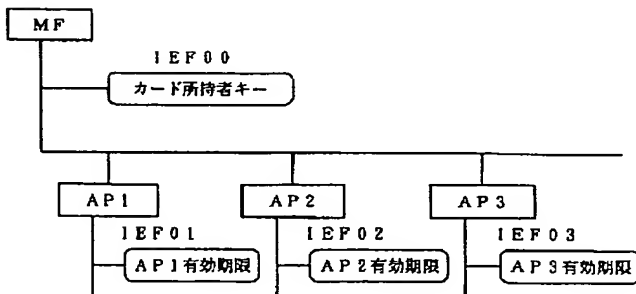 MF
IEF00
カード所持者キー
AP1
AP2
AP3
IEF01
IEF02
IEF03
AP1有効期限
AP2有効期限
AP3有効期限